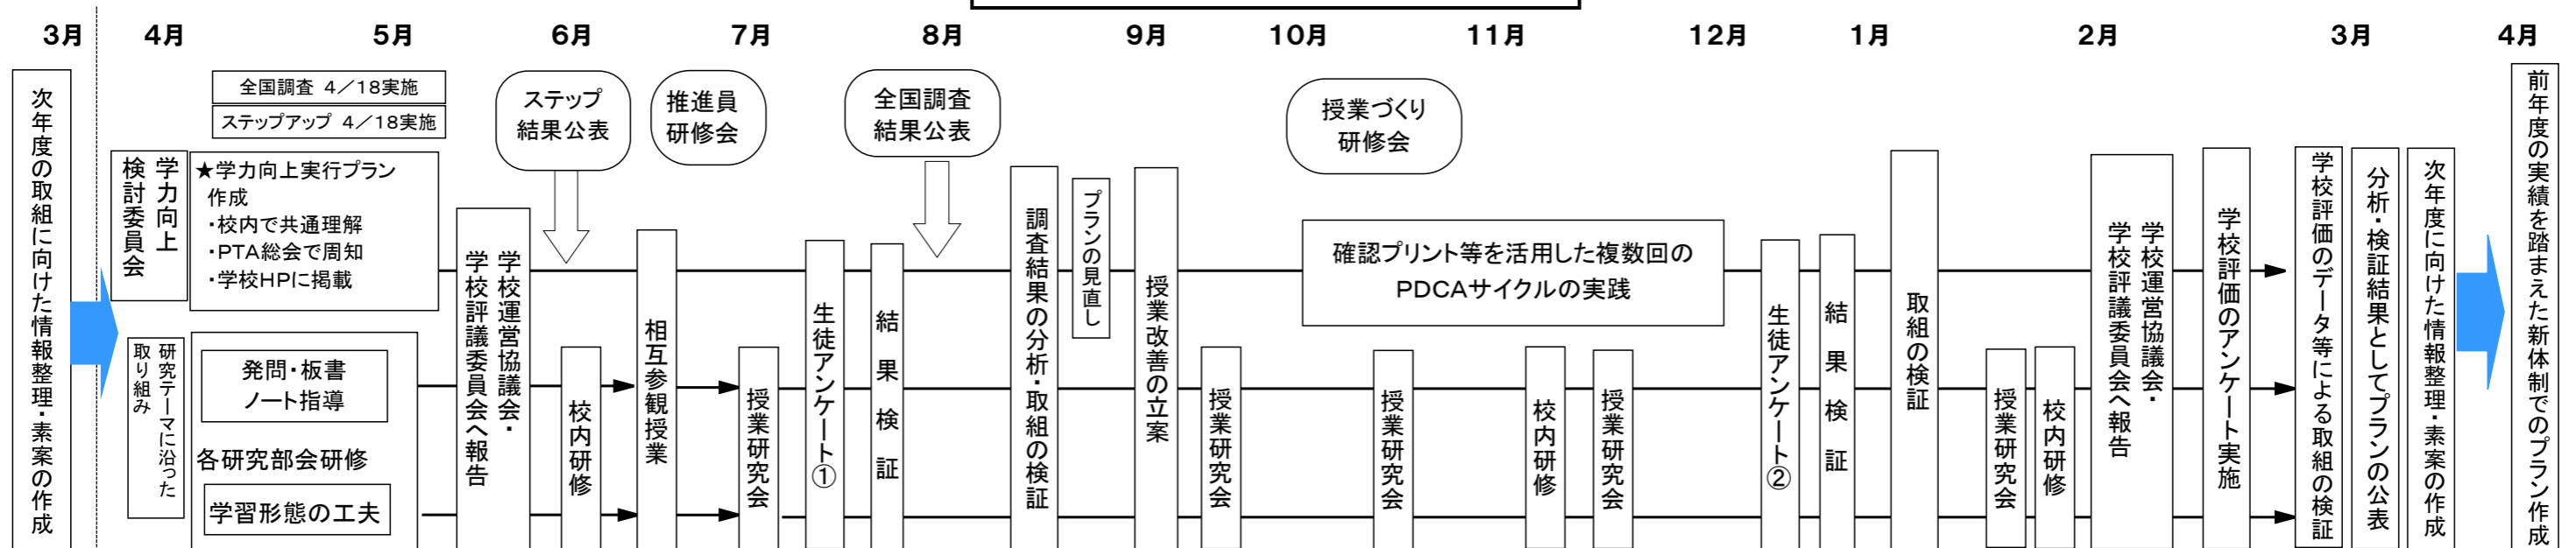 3月 4月 5月 6月 7月 8月 9月 10月 11月 12月 1月 2月 3月 4月
次年度の取組に向けた情報整理・素案の作成
全国調査 4/18実施
ステップアップ 4/18実施
学力向上
検討委員会
★学力向上実行プラン
作成
・校内で共通理解
・PTA総会で周知
・学校HPに掲載
研究テーマに沿った
取り組み
発問・板書
ノート指導
各研究部会研修
学習形態の工夫
学校運営協議会・
学校評議委員会へ報告
ステップ
結果公表
校内研修
相互参観授業
推進員
研修会
授業研究会
生徒アンケート①
結果検証
全国調査
結果公表
調査結果の分析・取組の検証
プランの見直し
授業改善の立案
授業研究会
授業づくり
研修会
確認プリント等を活用した複数回の
PDCAサイクルの実践
授業研究会
校内研修
授業研究会
生徒アンケート②
結果検証
取組の検証
授業研究会
校内研修
学校運営協議会・
学校評議委員会へ報告
学校評価のアンケート実施
学校評価のデータ等による取組の検証
分析・検証結果としてプランの公表
次年度に向けた情報整理・素案の作成
前年度の実績を踏まえた新体制でのプラン作成